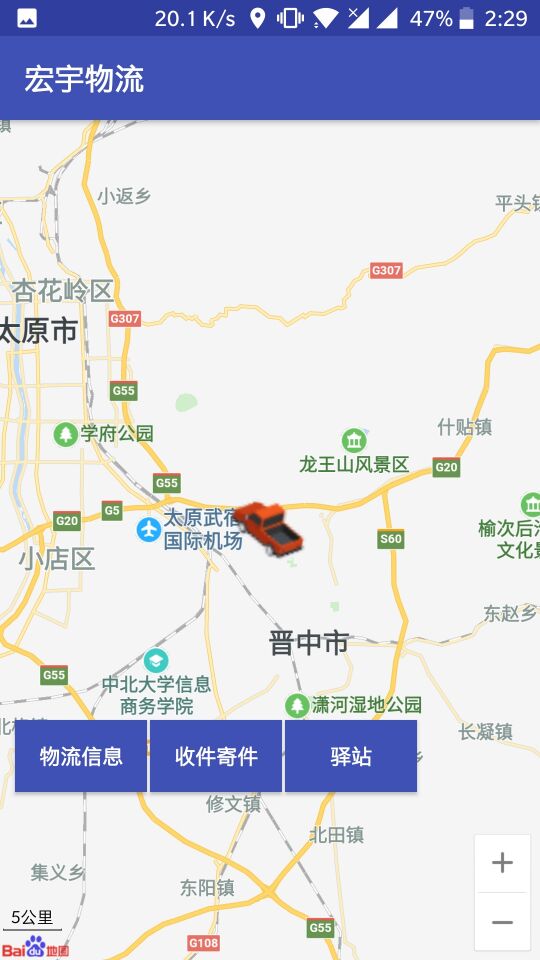 20.1 K/s 47% 2:29
宏宇物流
镇
小返乡
平头镇
G307
杏花岭区
G307
太原市
G55
学府公园
什贴镇
龙王山风景区
G20
G55
G5
太原武宿
国际机场
G20
榆次后沟
文化景
S60
小店区
东赵乡
晋中市
G55
中北大学信息
商务学院
潇河湿地公园
长凝镇
物流信息
收件寄件
驿站
修文镇
北田镇
集义乡
东阳镇
5公里
G55
G108
Bai du 地图